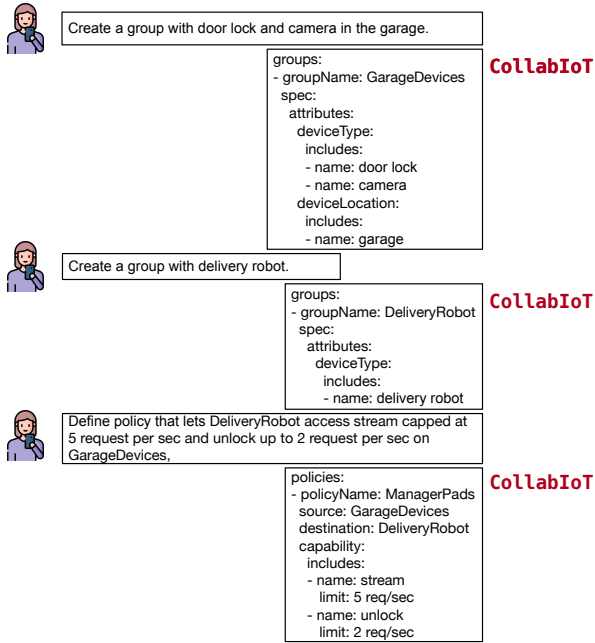 Create a group with door lock and camera in the garage.
CollabIoT
groups:
- groupName: GarageDevices
spec:
attributes:
deviceType:
includes:
- name: door lock
- name: camera
deviceLocation:
includes:
- name: garage
Create a group with delivery robot.
CollabIoT
groups:
- groupName: DeliveryRobot
spec:
attributes:
deviceType:
includes:
- name: delivery robot
Define policy that lets DeliveryRobot access stream capped at
5 request per sec and unlock up to 2 request per sec on
GarageDevices,
CollabIoT
policies:
- policyName: ManagerPads
source: GarageDevices
destination: DeliveryRobot
capability:
includes:
- name: stream
limit: 5 req/sec
- name: unlock
limit: 2 req/sec